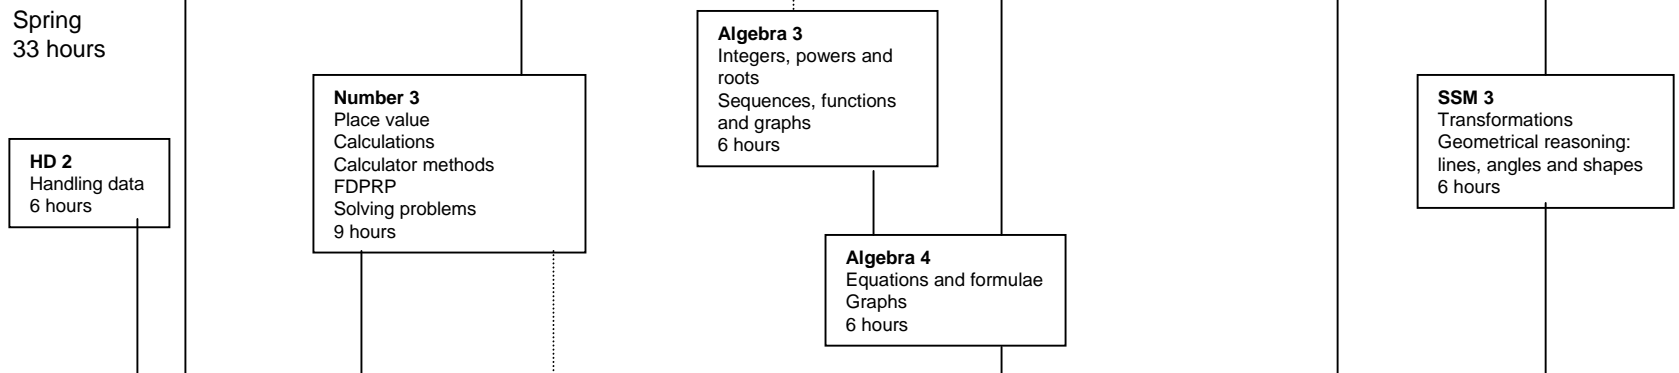 Spring
33 hours
HD 2
Handling data
6 hours
Number 3
Place value
Calculations
Calculator methods
FDPRP
Solving problems
9 hours
Algebra 3
Integers, powers and
roots
Sequences, functions
and graphs
6 hours
Algebra 4
Equations and formulae
Graphs
6 hours
SSM 3
Transformations
Geometrical reasoning:
lines, angles and shapes
6 hours